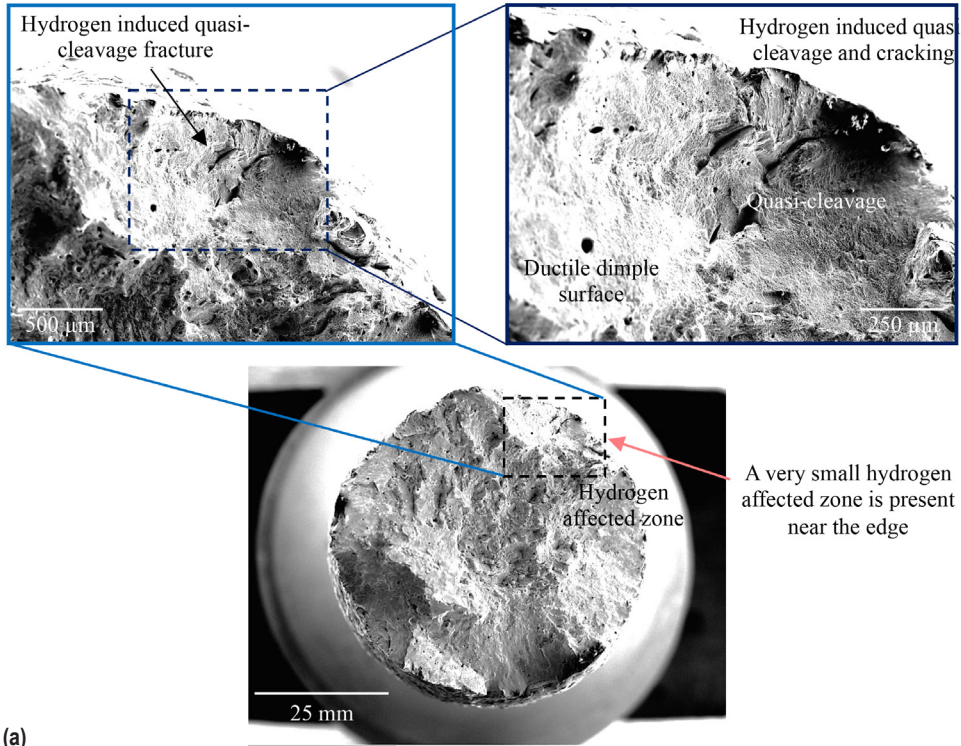 Hydrogen induced quasi-
cleavage fracture
500 μm
Hydrogen induced quasi
cleavage and cracking
Quasi-cleavage
Ductile dimple
surface
250 μm
Hydrogen
affected zone
25 mm
A very small hydrogen
affected zone is present
near the edge
(a)